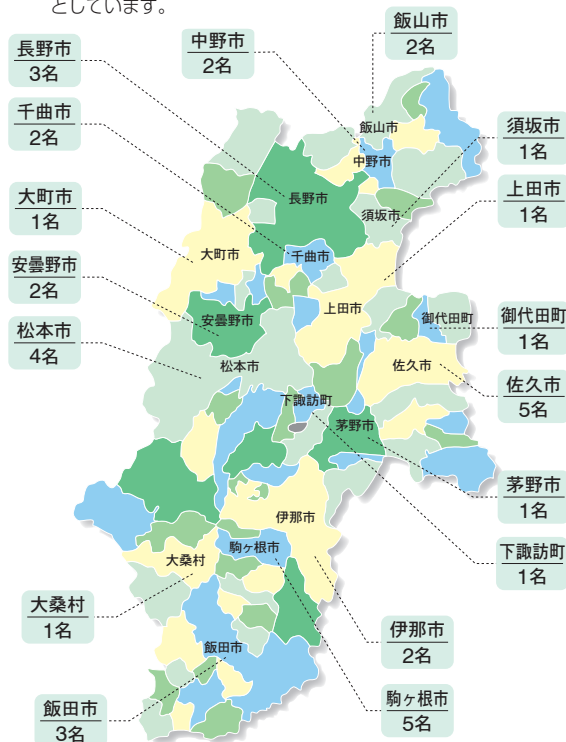 としています。
飯山市
2名
中野市
2名
長野市
3名
千曲市
2名
須坂市
1名
上田市
1名
大町市
1名
安曇野市
2名
松本市
4名
御代田町
1名
佐久市
5名
茅野市
1名
下諏訪町
1名
大桑村
1名
伊那市
2名
飯田市
3名
駒ヶ根市
5名
飯山市
中野市
長野市
須坂市
大町市
千曲市
上田市
安曇野市
御代田町
松本市
佐久市
下諏訪町
茅野市
伊那市
駒ヶ根市
大桑村
飯田市